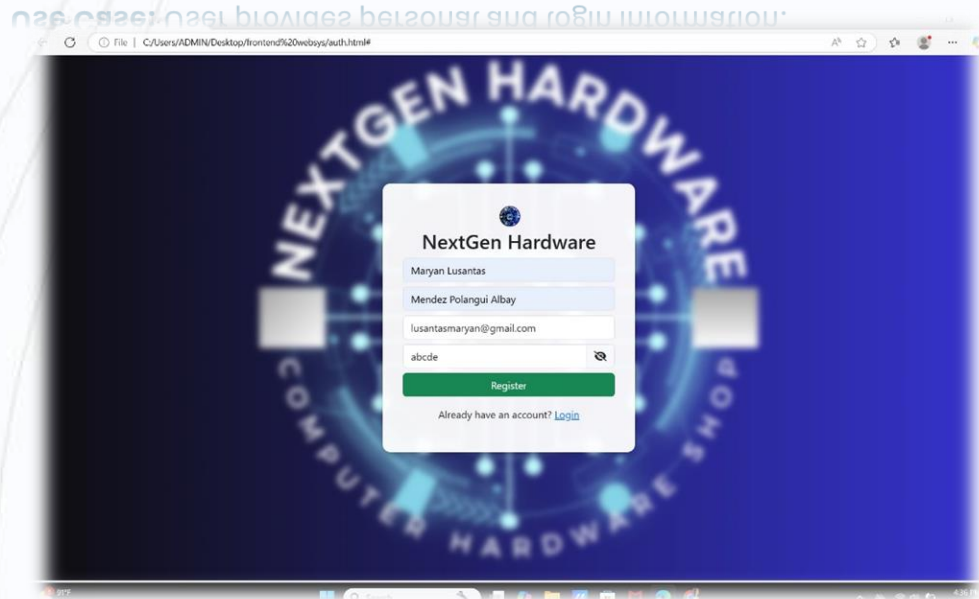 Use Case: User provides personal and login information.
File | C:/Users/ADMIN/Desktop/frontend%20websys/auth.html#
NEXTGEN HARDWARE
NextGen Hardware
Maryan Lusantas
Mendez Polangui Albay
lusantasmaryan@gmail.com
abcde
Register
Already have an account? Login
COMPUTER HARDWARE SHOP
Search